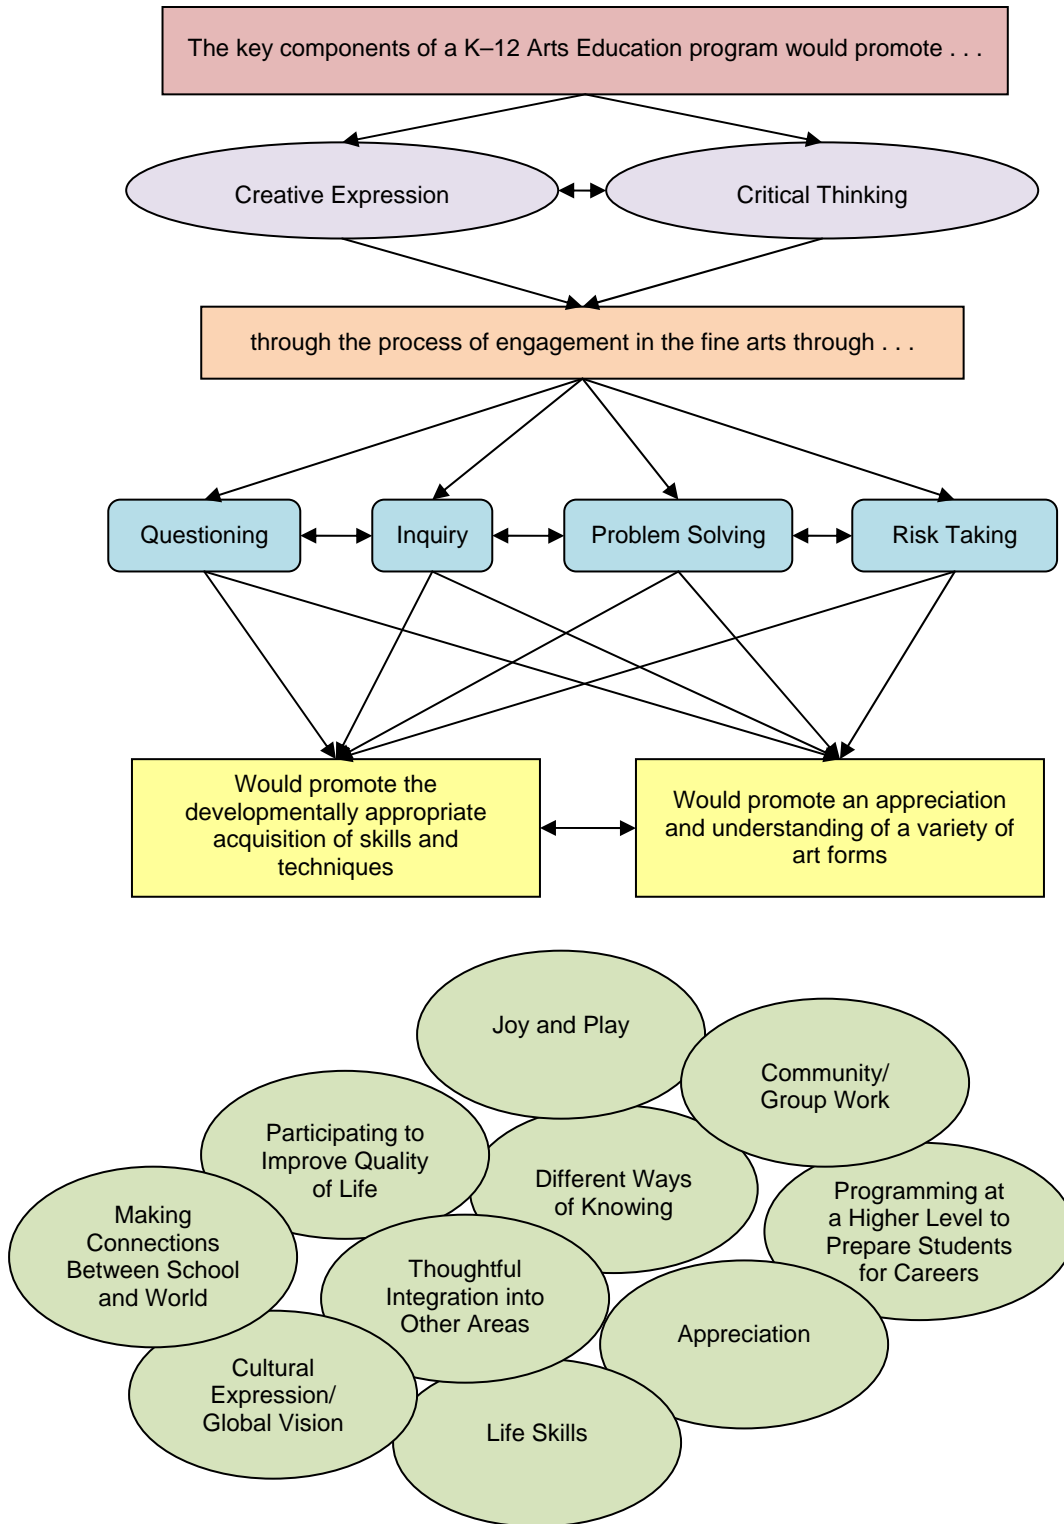 The key components of a K–12 Arts Education program would promote . . .
Creative Expression
Critical Thinking
through the process of engagement in the fine arts through . . .
Questioning
Inquiry
Problem Solving
Risk Taking
Would promote the
developmentally appropriate
acquisition of skills and
techniques
Would promote an appreciation
and understanding of a variety of
art forms
Joy and Play
Community/
Group Work
Participating to
Improve Quality
of Life
Different Ways
of Knowing
Programming at
a Higher Level to
Prepare Students
for Careers
Making
Connections
Between School
and World
Thoughtful
Integration into
Other Areas
Appreciation
Cultural
Expression/
Global Vision
Life Skills